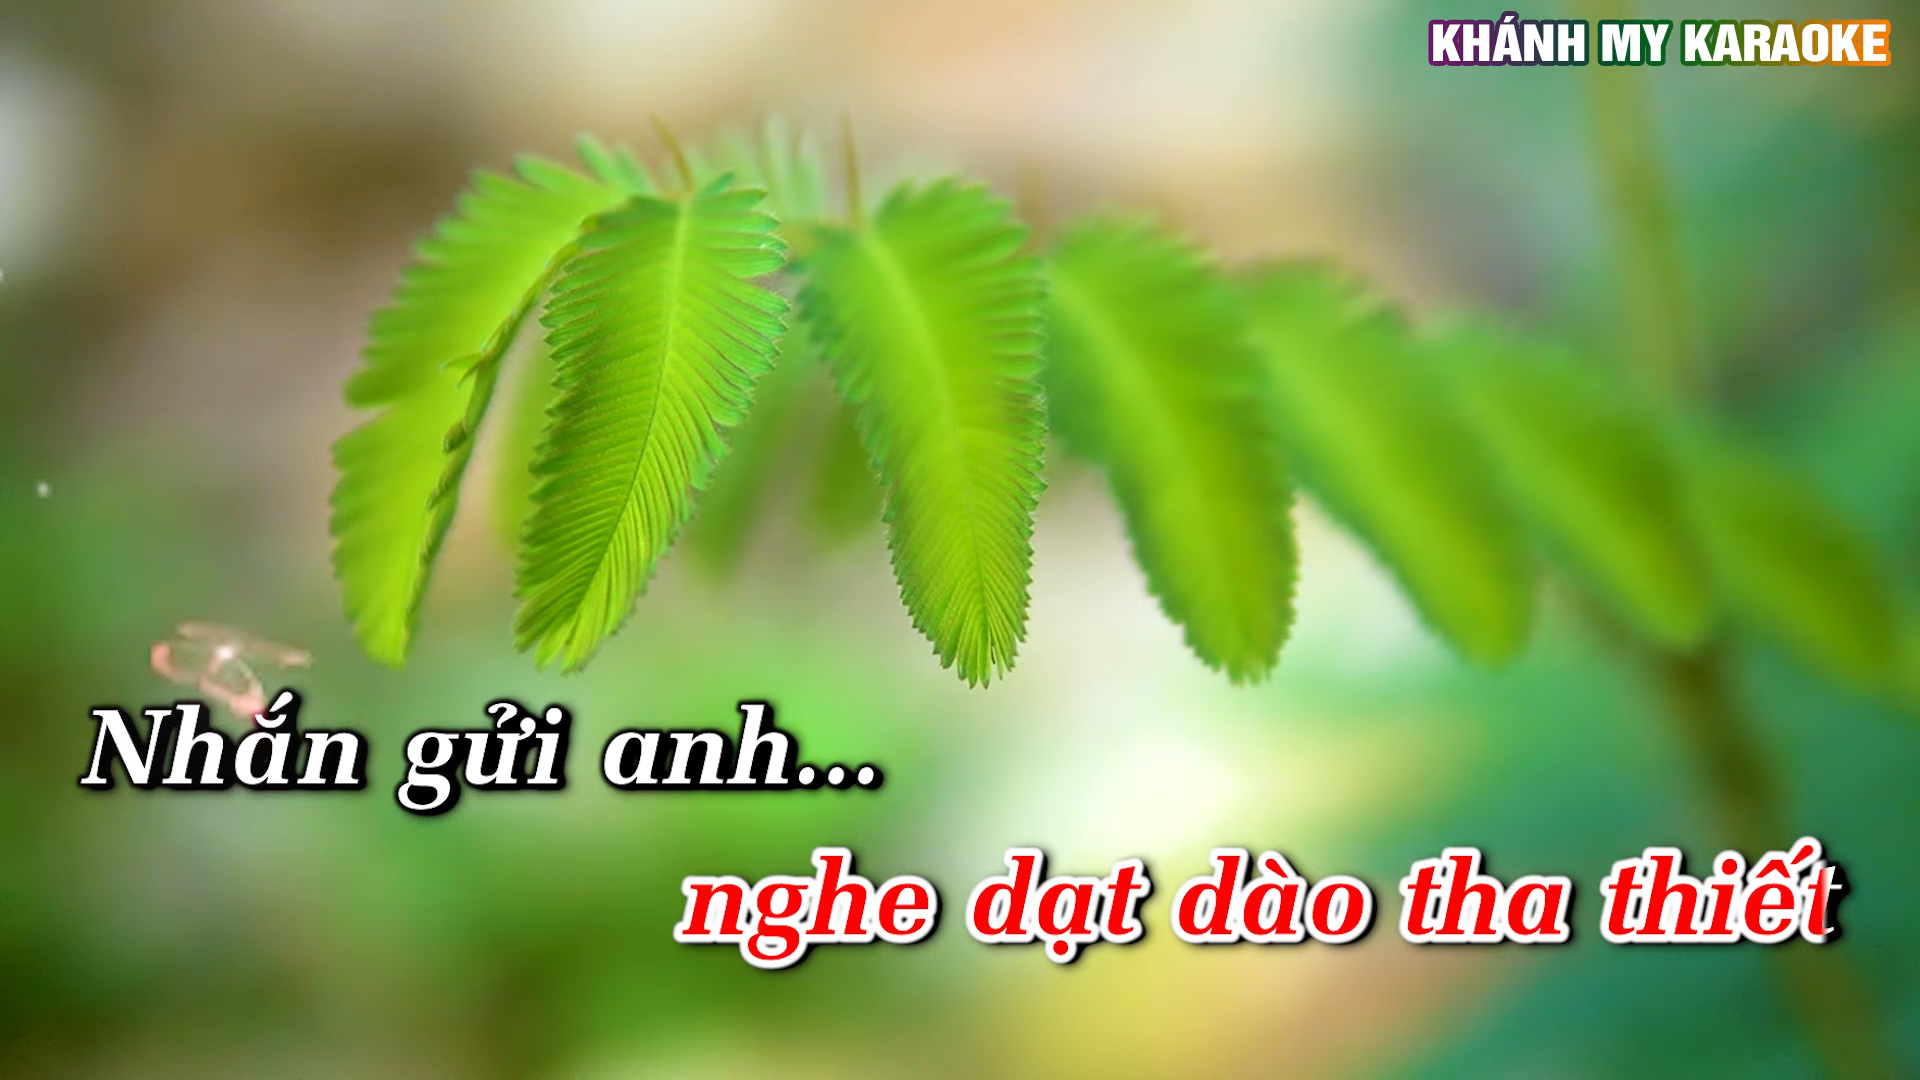 KHÁNH MY KARAOKE
Nhắn gửi anh...
nghe dạt dào tha thiết